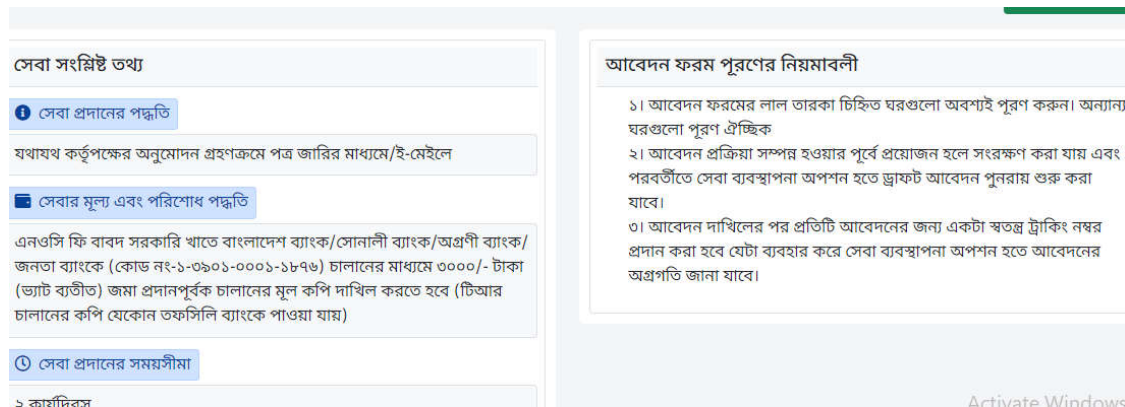 সেবা সংশ্লিষ্ট তথ্য
সেবা প্রদানের পদ্ধতি
যথাযথ কর্তৃপক্ষের অনুমোদন গ্রহণক্রমে পত্র জারির মাধ্যমে/ই-মেইলে
সেবার মূল্য এবং পরিশোধ পদ্ধতি
এনওসি ফি বাবদ সরকারি খাতে বাংলাদেশ ব্যাংক/সোনালী ব্যাংক/অগ্রণী ব্যাংক/
জনতা ব্যাংকে (কোড নং-১-৩৯০১-০০০১-১৮৭৬) চালানের মাধ্যমে ৩০০০/- টাকা
(ভ্যাট ব্যতীত) জমা প্রদানপূর্বক চালানের মূল কপি দাখিল করতে হবে (টিআর
চালানের কপি যেকোন তফসিলি ব্যাংকে পাওয়া যায়)
সেবা প্রদানের সময়সীমা
২ কার্যদিবস
আবেদন ফরম পূরণের নিয়মাবলী
১। আবেদন ফরমের লাল তারকা চিহ্নিত ঘরগুলো অবশ্যই পূরণ করুন। অন্যান্য
ঘরগুলো পূরণ ঐচ্ছিক
২। আবেদন প্রক্রিয়া সম্পন্ন হওয়ার পূর্বে প্রয়োজন হলে সংরক্ষণ করা যায় এবং
পরবর্তীতে সেবা ব্যবস্থাপনা অপশন হতে ড্রাফট আবেদন পুনরায় শুরু করা
যাবে।
৩। আবেদন দাখিলের পর প্রতিটি আবেদনের জন্য একটা স্বতন্ত্র ট্রাকিং নম্বর
প্রদান করা হবে যেটা ব্যবহার করে সেবা ব্যবস্থাপনা অপশন হতে আবেদনের
অগ্রগতি জানা যাবে।
Activate Windows